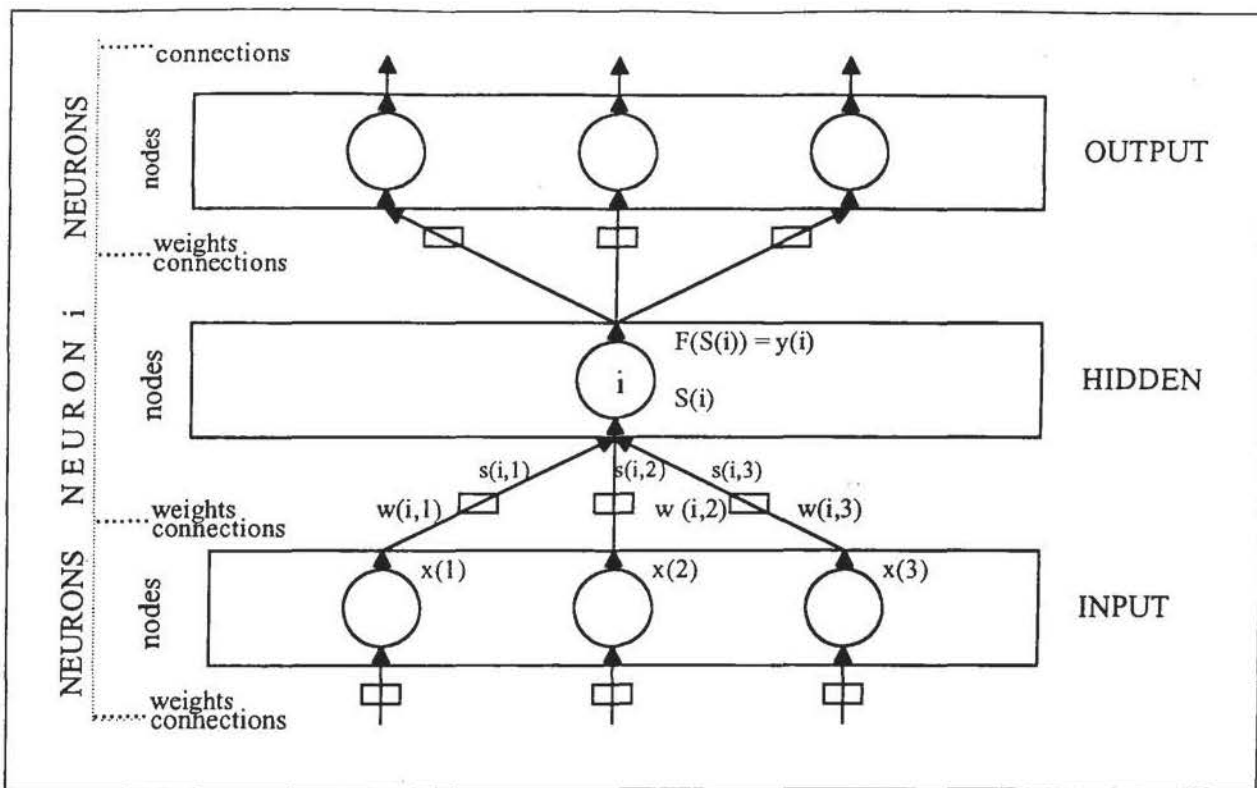 connections
NEURONS
nodes
OUTPUT
weights
connections
F(S(i)) = y(i)
NEURON i
nodes
i
HIDDEN
S(i)
s(i,1)
s(i,2)
s(i,3)
weights
connections
w(i,1)
w (i,2)
w(i,3)
x(1)
x(2)
x(3)
NEURONS
nodes
INPUT
weights
connections